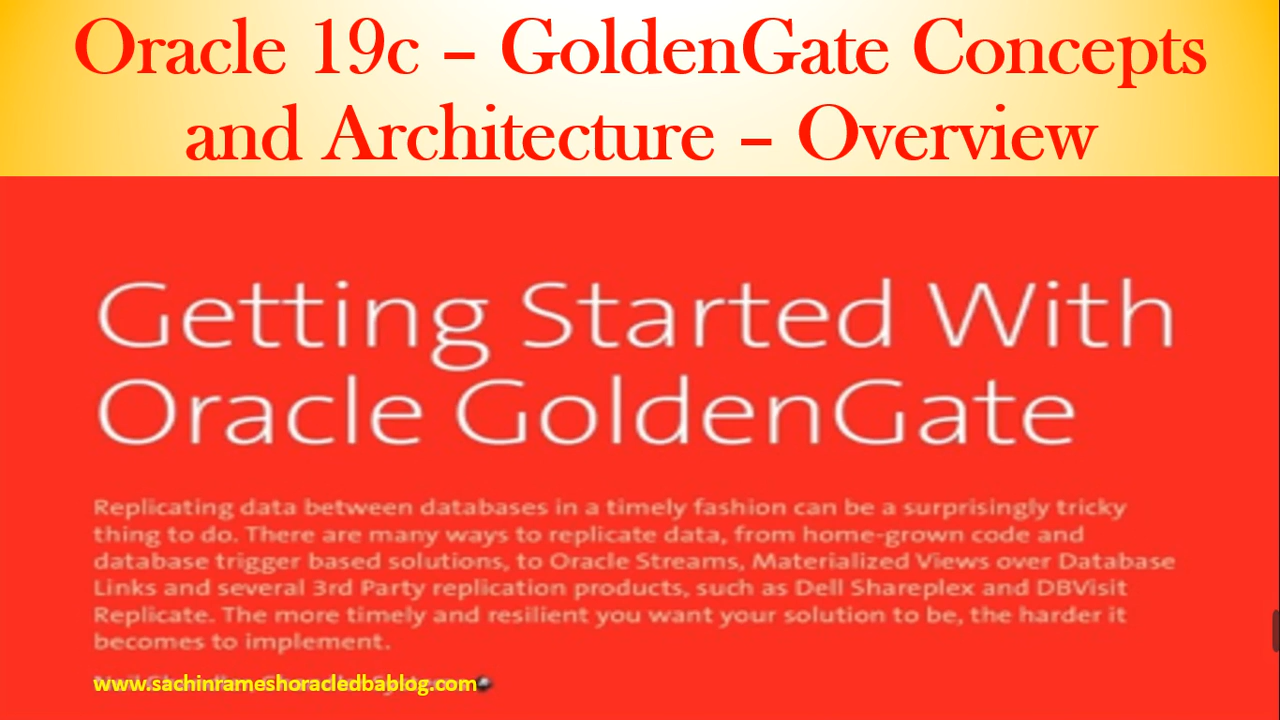 Oracle 19c – GoldenGate Concepts
and Architecture – Overview
Getting Started With
Oracle GoldenGate
Replicating data between databases in a timely fashion can be a surprisingly tricky
thing to do. There are many ways to replicate data, from home-grown code and
database trigger based solutions, to Oracle Streams, Materialized Views over Database
Links and several 3rd Party replication products, such as Dell Shareplex and DBVisit
Replicate. The more timely and resilient you want your solution to be, the harder it
becomes to implement.
www.sachinrameshoracledbablog.com